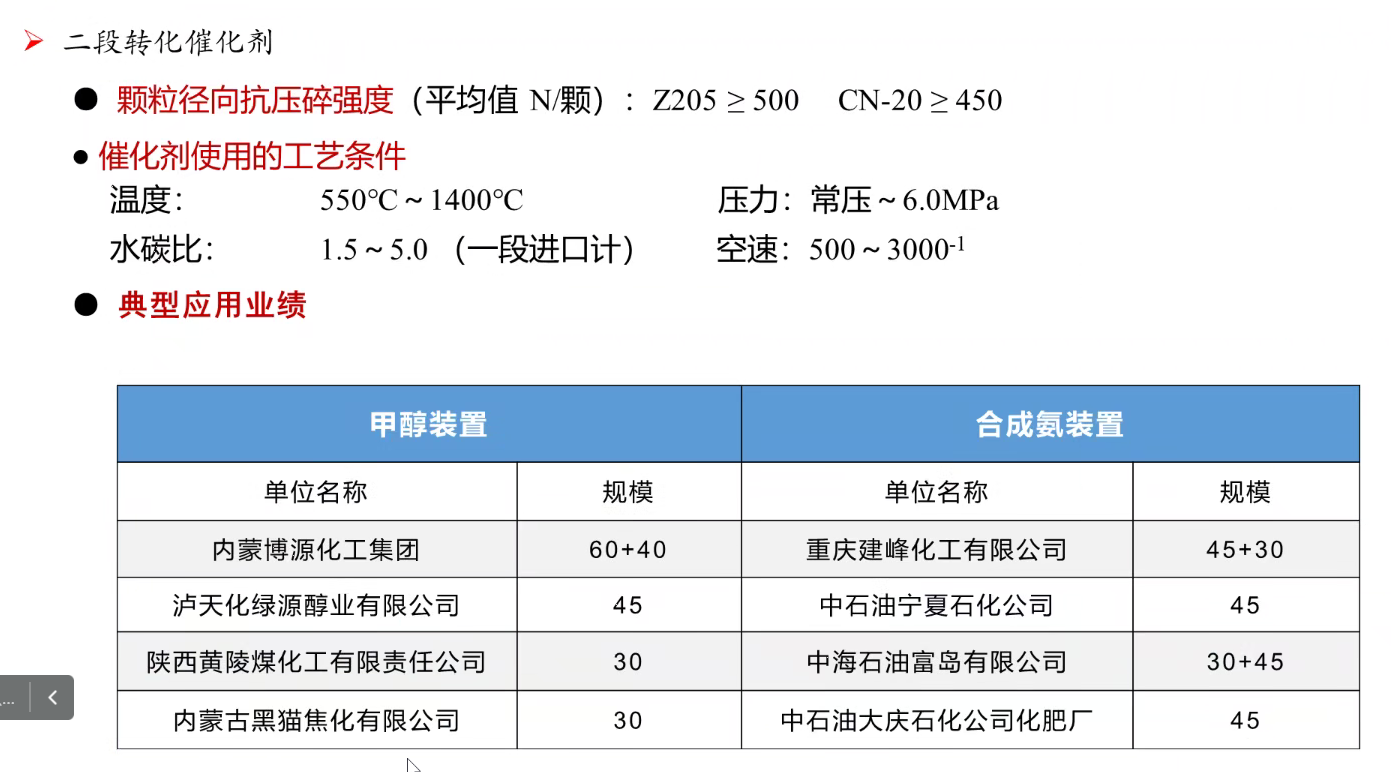 二段转化催化剂
颗粒径向抗压碎强度（平均值 N/颗）：Z205 ≥ 500 CN-20 ≥ 450
催化剂使用的工艺条件
温度： 550℃～1400℃ 压力：常压～6.0MPa
水碳比： 1.5～5.0 （一段进口计） 空速：500～3000-1
典型应用业绩
甲醇装置 合成氨装置
单位名称 规模 单位名称 规模
内蒙博源化工集团 60+40 重庆建峰化工有限公司 45+30
泸天化绿源醇业有限公司 45 中石油宁夏石化公司 45
陕西黄陵煤化工有限责任公司 30 中海石油富岛有限公司 30+45
内蒙古黑猫焦化有限公司 30 中石油大庆石化公司化肥厂 45